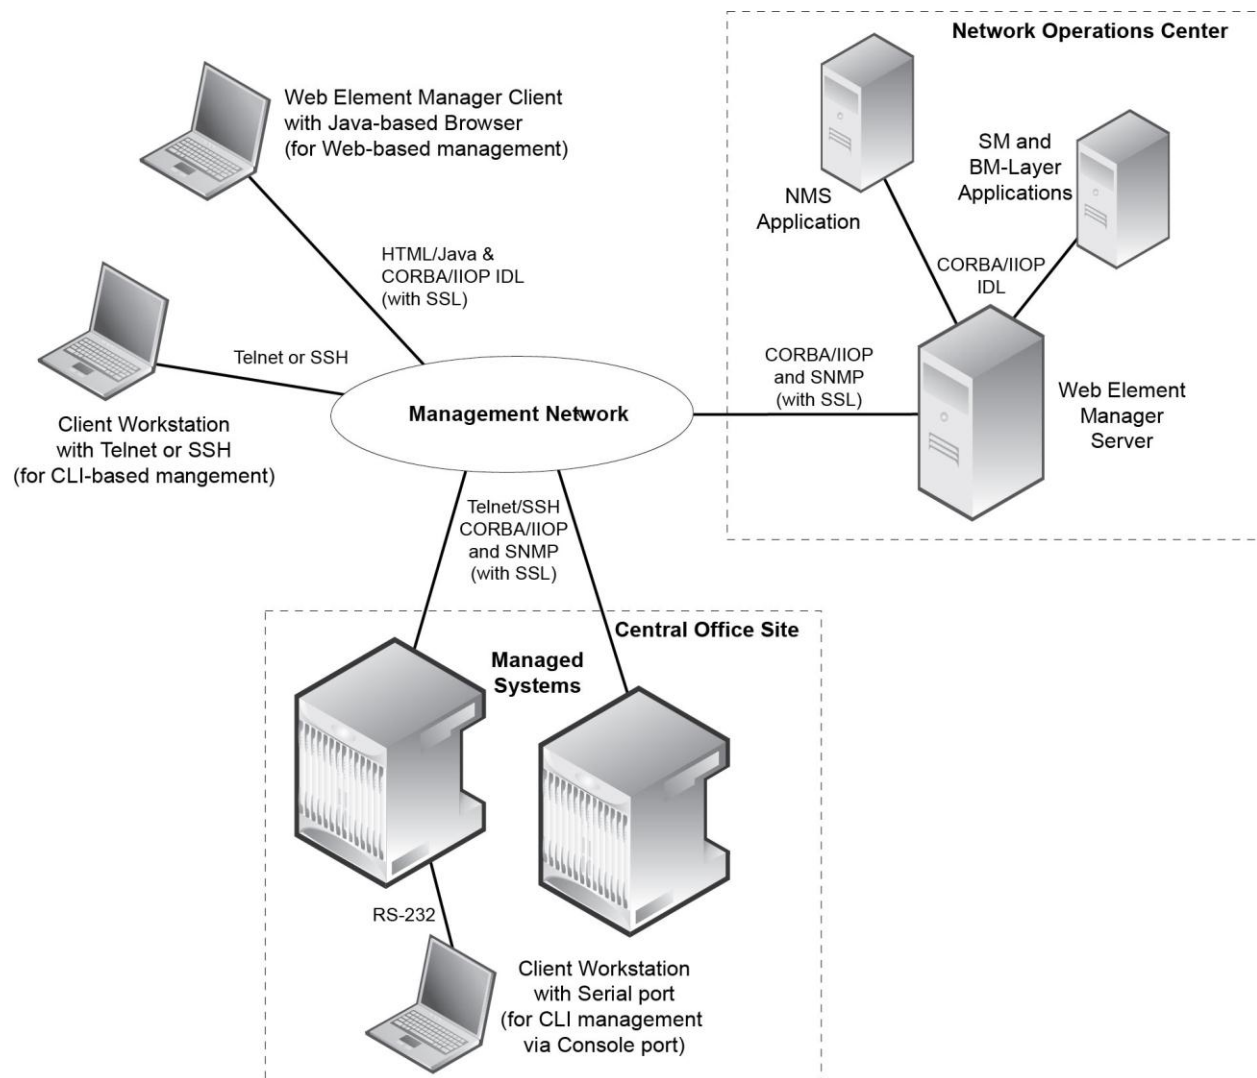 Network Operations Center
Web Element Manager Client
with Java-based Browser
(for Web-based management)
SM and
BM-Layer
Applications
NMS
Application
HTML/Java &
CORBA/IIOP IDL
(with SSL)
CORBA/IIOP
IDL
Telnet or SSH
CORBA/IIOP
and SNMP
(with SSL)
Web Element
Manager
Server
Management Network
Client Workstation
with Telnet or SSH
(for CLI-based mangement)
Telnet/SSH
CORBA/IIOP
and SNMP
(with SSL)
Central Office Site
Managed
Systems
RS-232
Client Workstation
with Serial port
(for CLI management
via Console port)